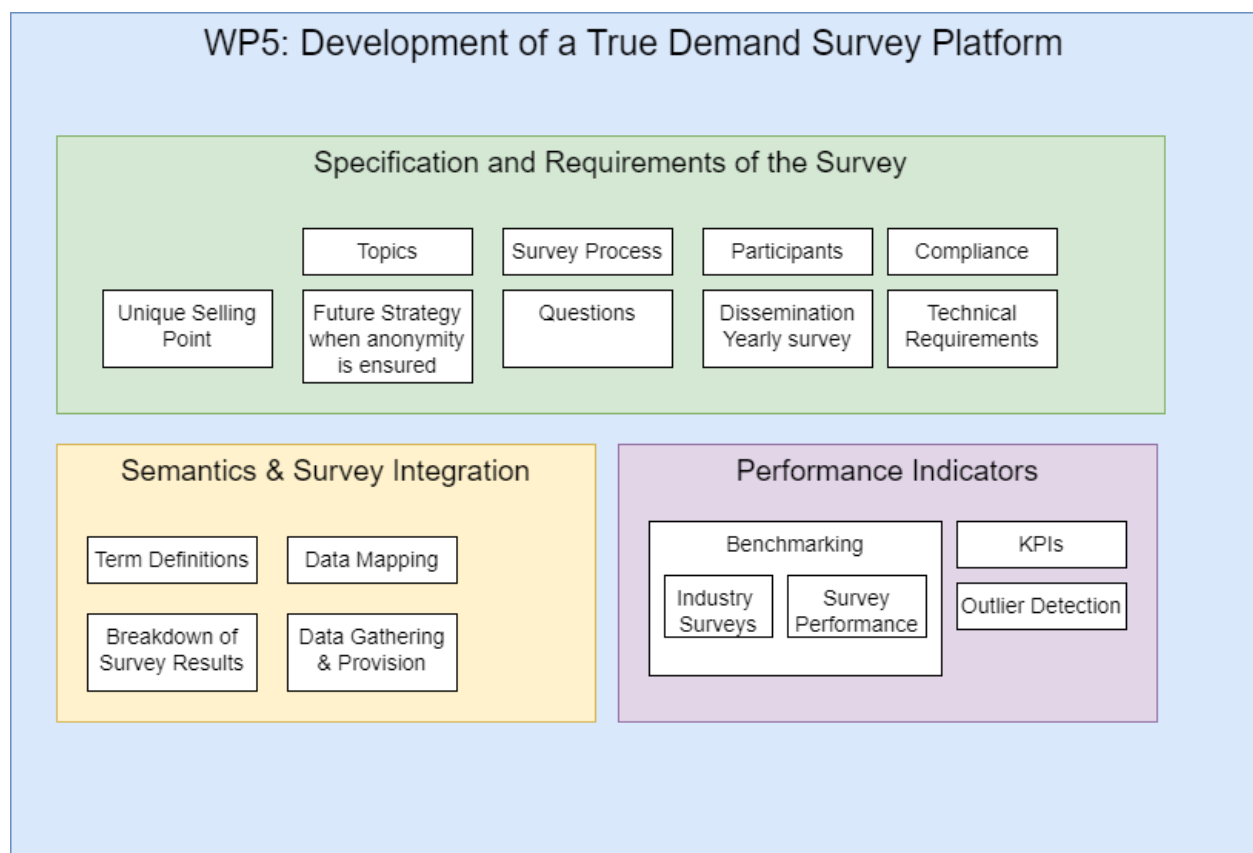 WP5: Development of a True Demand Survey Platform
Specification and Requirements of the Survey
Topics
Survey Process
Participants
Compliance
Unique Selling
Point
Future Strategy
when anonymity
is ensured
Questions
Dissemination
Yearly survey
Technical
Requirements
Semantics & Survey Integration
Term Definitions
Data Mapping
Breakdown of
Survey Results
Data Gathering
& Provision
Performance Indicators
Benchmarking
Industry
Surveys
Survey
Performance
KPIs
Outlier Detection